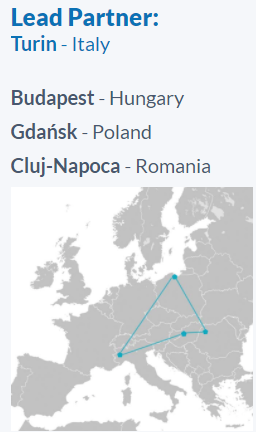 Lead Partner:
Turin - Italy
Budapest - Hungary
Gdańsk - Poland
Cluj-Napoca - Romania